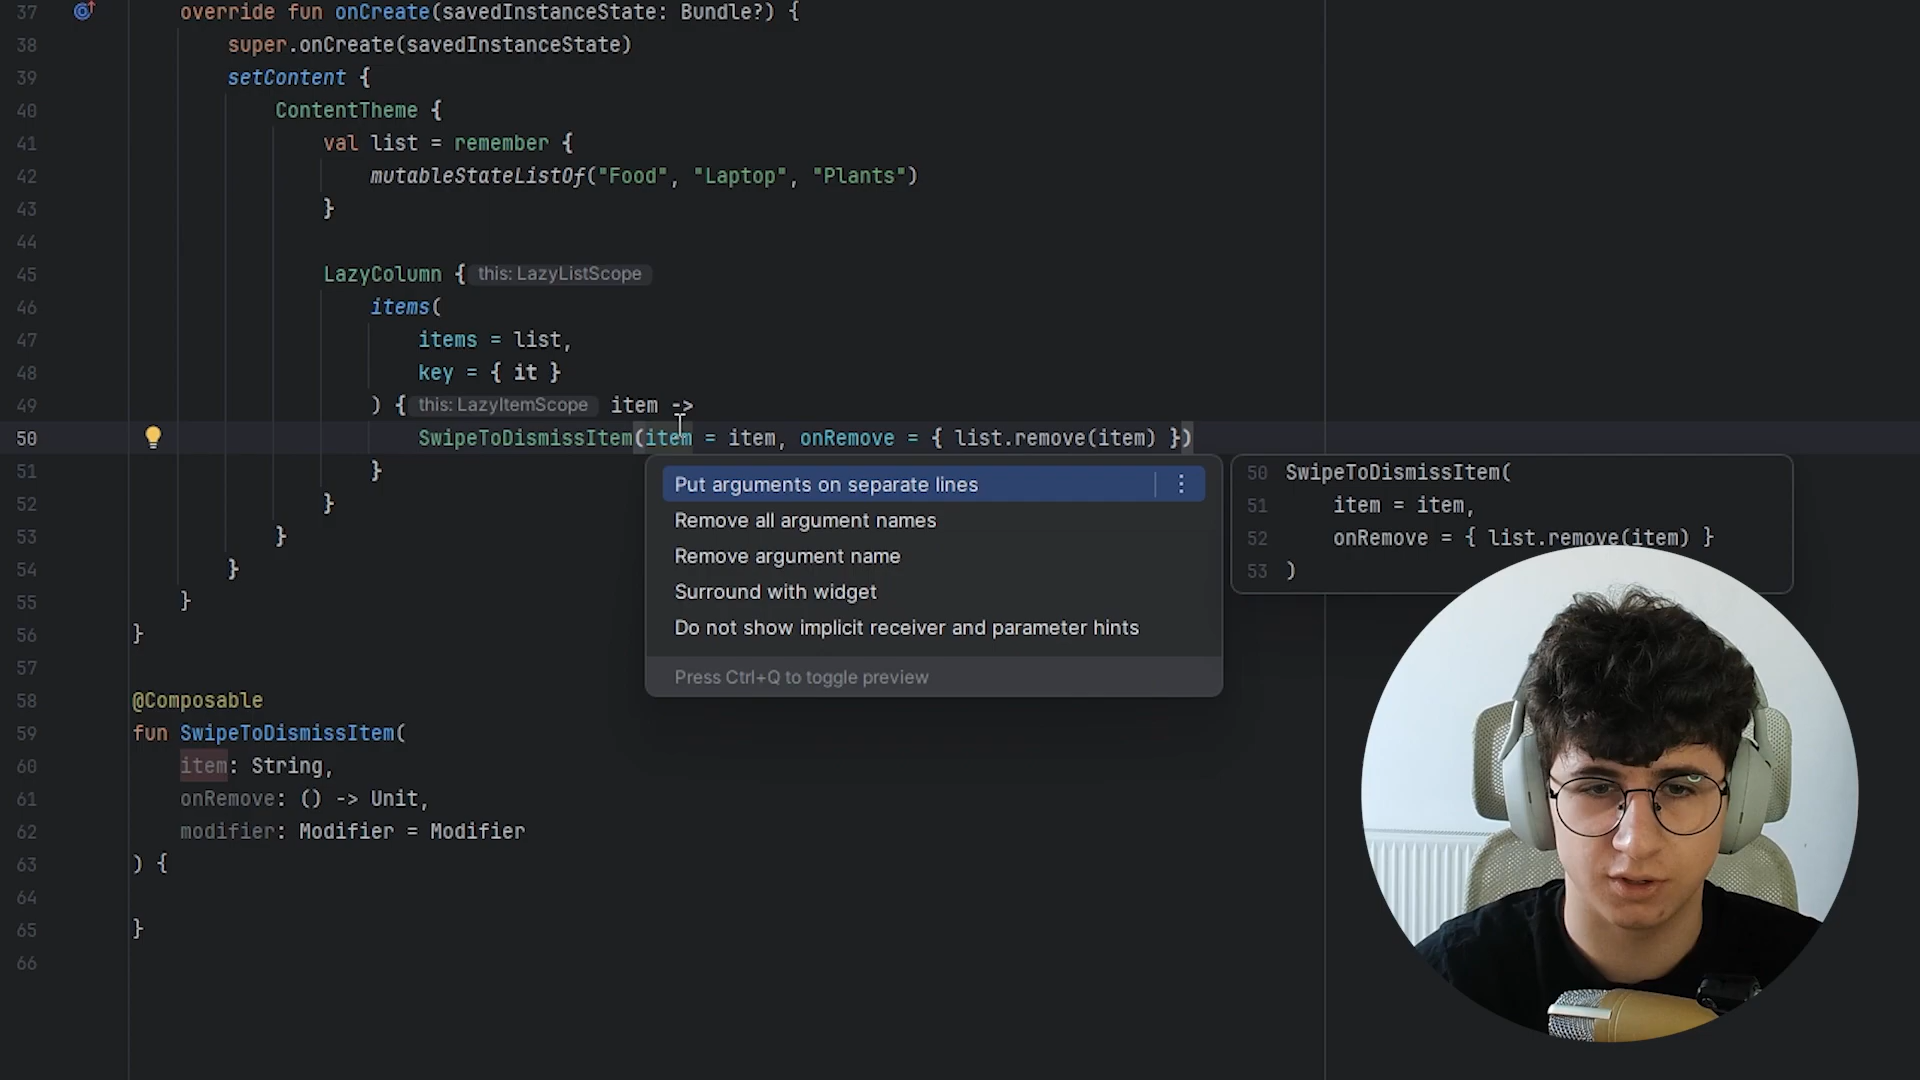 37 override fun onCreate(savedInstanceState: Bundle?) {
38 super.onCreate(savedInstanceState)
39 setContent {
40 ContentTheme {
41 val list = remember {
42 mutableStateListOf("Food", "Laptop", "Plants")
43 }
44
45 LazyColumn { this: LazyListScope
46 items(
47 items = list,
48 key = { it }
49 ) { this: LazyItemScope item ->
50 SwipeToDismissItem(item = item, onRemove = { list.remove(item) })
51 }
52 }
53 }
54 }
55 }
56 }
57
58 @Composable
59 fun SwipeToDismissItem(
60 item: String,
61 onRemove: () -> Unit,
62 modifier: Modifier = Modifier
63 ) {
64
65 }
66
Put arguments on separate lines
Remove all argument names
Remove argument name
Surround with widget
Do not show implicit receiver and parameter hints
Press Ctrl+Q to toggle preview
50 SwipeToDismissItem(
51 item = item,
52 onRemove = { list.remove(item) }
53 )